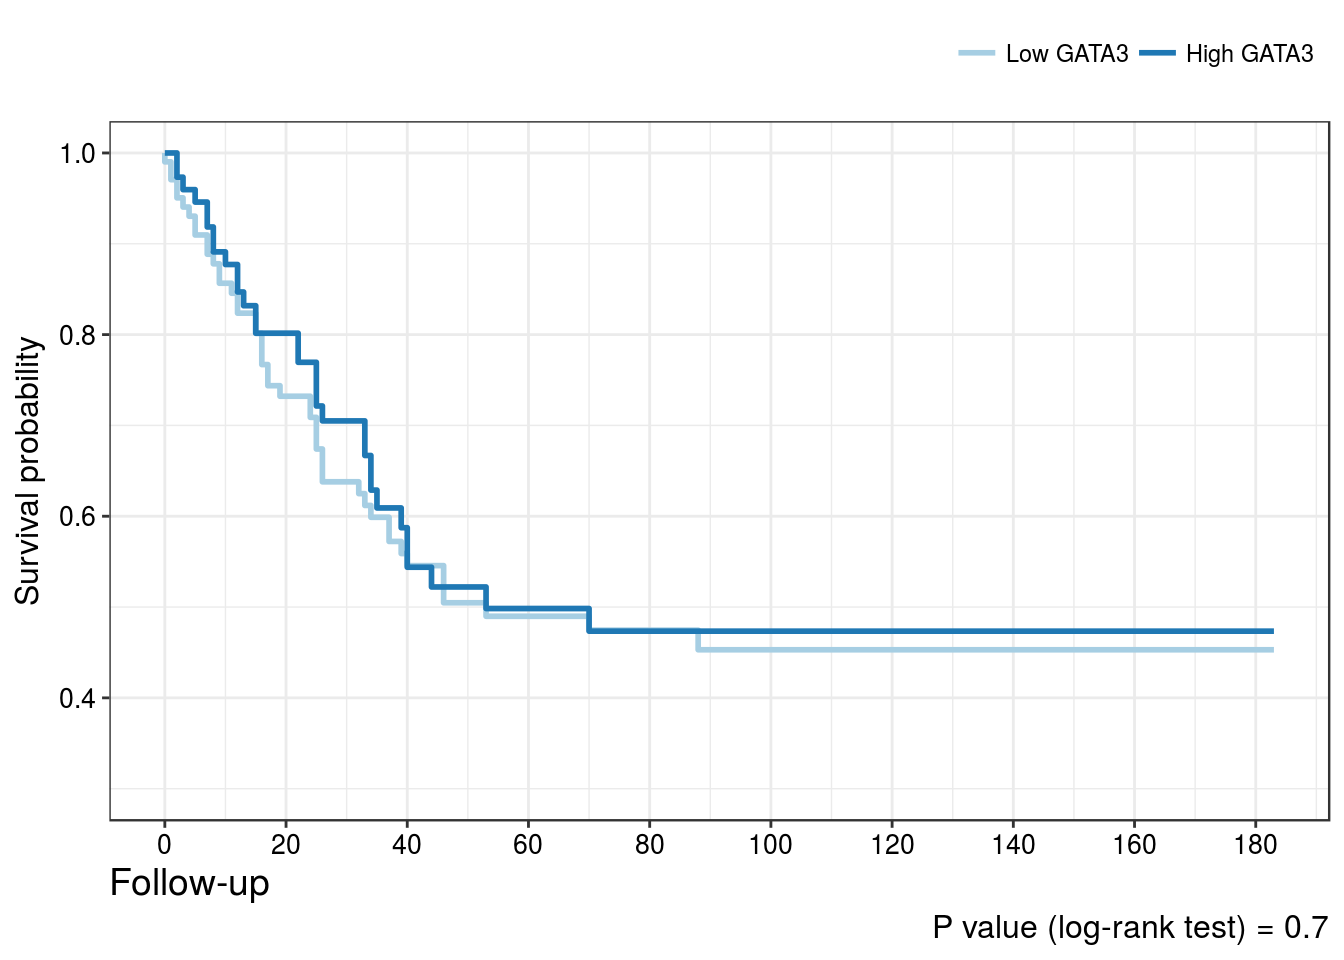 Low GATA3 High GATA3
1.0
0.8
0.6
0.4
Survival probability
0 20 40 60 80 100 120 140 160 180
Follow-up
P value (log-rank test) = 0.7